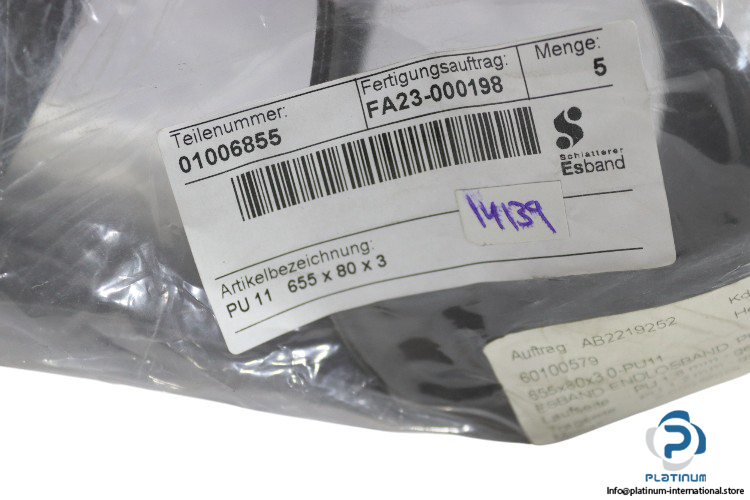 Teilenummer:
01006855
Fertigungsauftrag:
FA23-000198
Menge:
5
Schlatterer
Esband
14139
Artikelbezeichnung:
PU 11 655 x 80 x 3
Auftrag AB2219252
60100579
655x80x3,0-PU11
ESBAND ENDLOSBAND
Laufseite
PLATINUM
Info@platinum-international.store